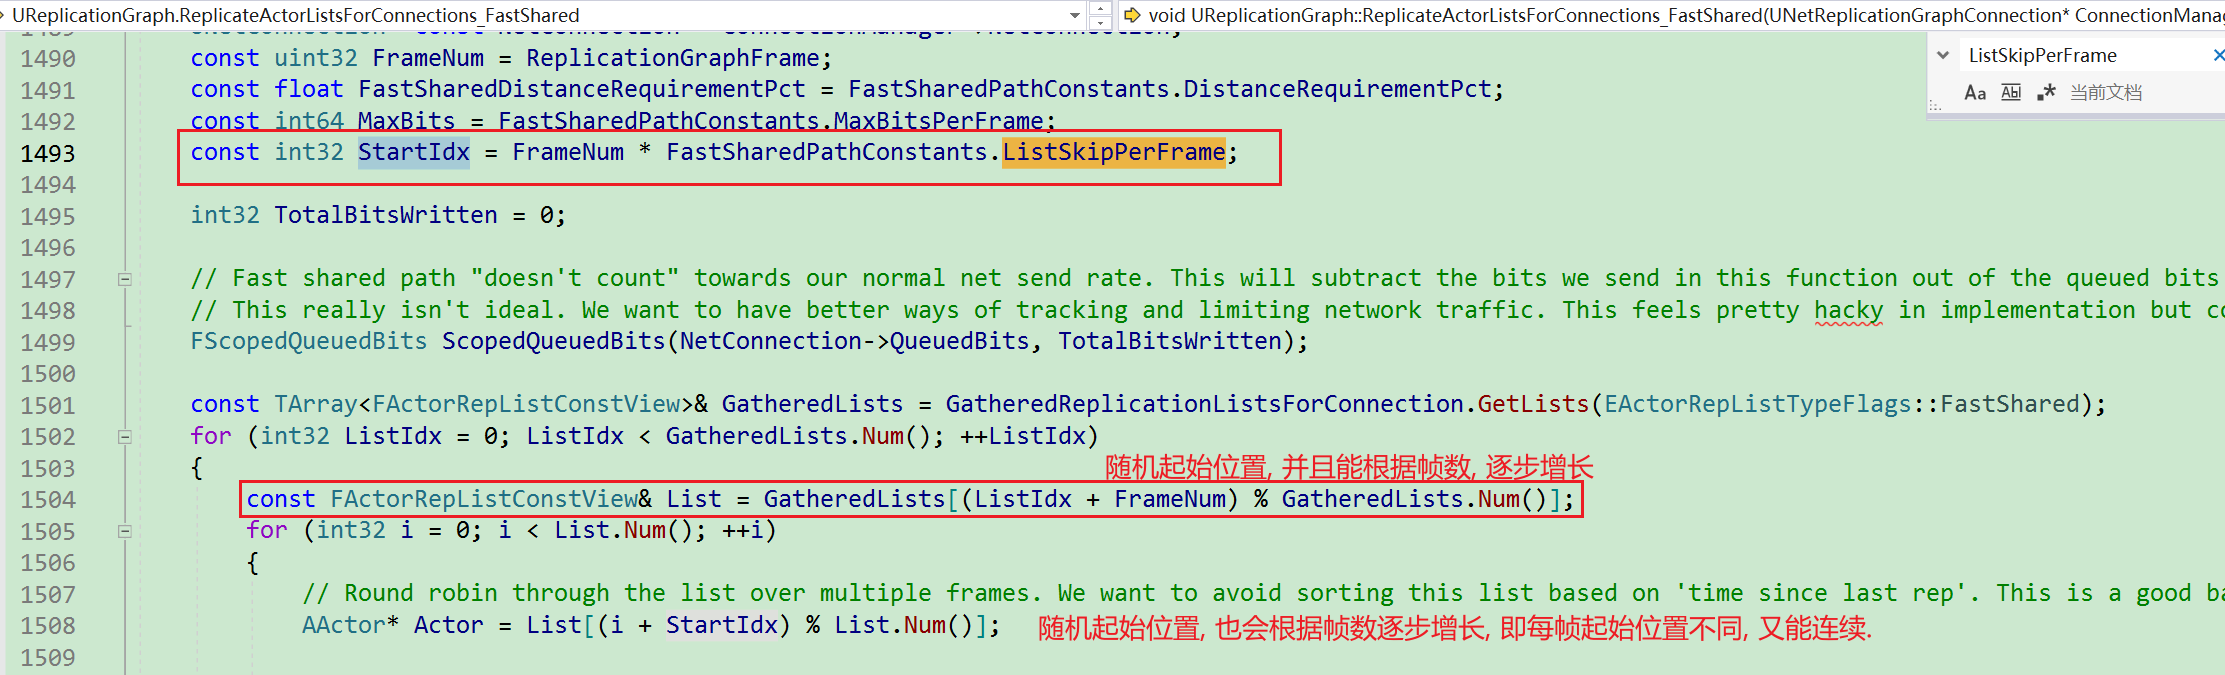 UReplicationGraph.ReplicateActorListsForConnections_FastShared
void UReplicationGraph::ReplicateActorListsForConnections_FastShared(UNetReplicationGraphConnection* ConnectionManag
ListSkipPerFrame
Aa Abl .* 当前文档
1490 const uint32 FrameNum = ReplicationGraphFrame;
1491 const float FastSharedDistanceRequirementPct = FastSharedPathConstants.DistanceRequirementPct;
1492 const int64 MaxBits = FastSharedPathConstants.MaxBitsPerFrame;
1493 const int32 StartIdx = FrameNum * FastSharedPathConstants.ListSkipPerFrame;
1494
1495 int32 TotalBitsWritten = 0;
1496
1497 // Fast shared path "doesn't count" towards our normal net send rate. This will subtract the bits we send in this function out of the queued bits
1498 // This really isn't ideal. We want to have better ways of tracking and limiting network traffic. This feels pretty hacky in implementation but
1499 FScopedQueuedBits ScopedQueuedBits(NetConnection->QueuedBits, TotalBitsWritten);
1500
1501 const TArray<FActorRepListConstView>& GatheredLists = GatheredReplicationListsForConnection.GetLists(EActorRepListTypeFlags::FastShared);
1502 for (int32 ListIdx = 0; ListIdx < GatheredLists.Num(); ++ListIdx)
1503 {
随机起始位置, 并且能根据帧数, 逐步增长
1504 const FActorRepListConstView& List = GatheredLists[(ListIdx + FrameNum) % GatheredLists.Num()];
1505 for (int32 i = 0; i < List.Num(); ++i)
1506 {
1507 // Round robin through the list over multiple frames. We want to avoid sorting this list based on 'time since last rep'. This is a good
1508 AActor* Actor = List[(i + StartIdx) % List.Num()]; 随机起始位置, 也会根据帧数逐步增长, 即每帧起始位置不同, 又能连续.
1509